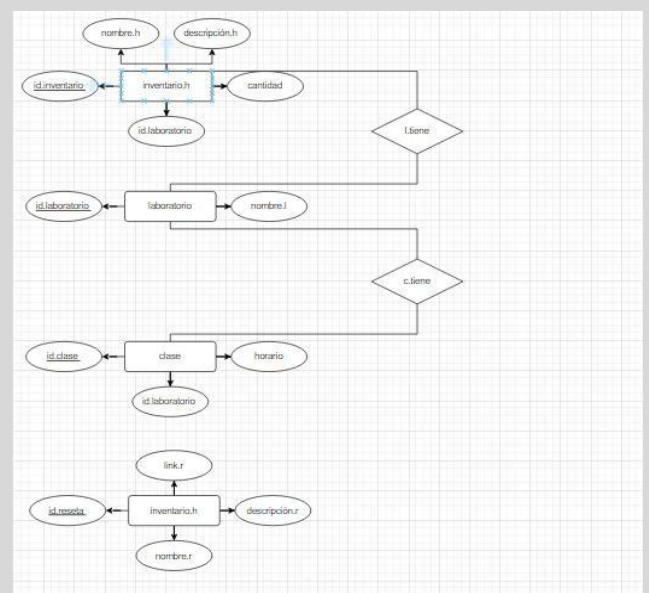 nombre.h
descripción.h
id.inventario
inventario.h
cantidad
id.laboratorio
l.tiene
id.laboratorio
laboratorio
nombre.l
c.tiene
id.clase
clase
horario
id.laboratorio
link.r
id.reseta
inventario.h
descripción.r
nombre.r